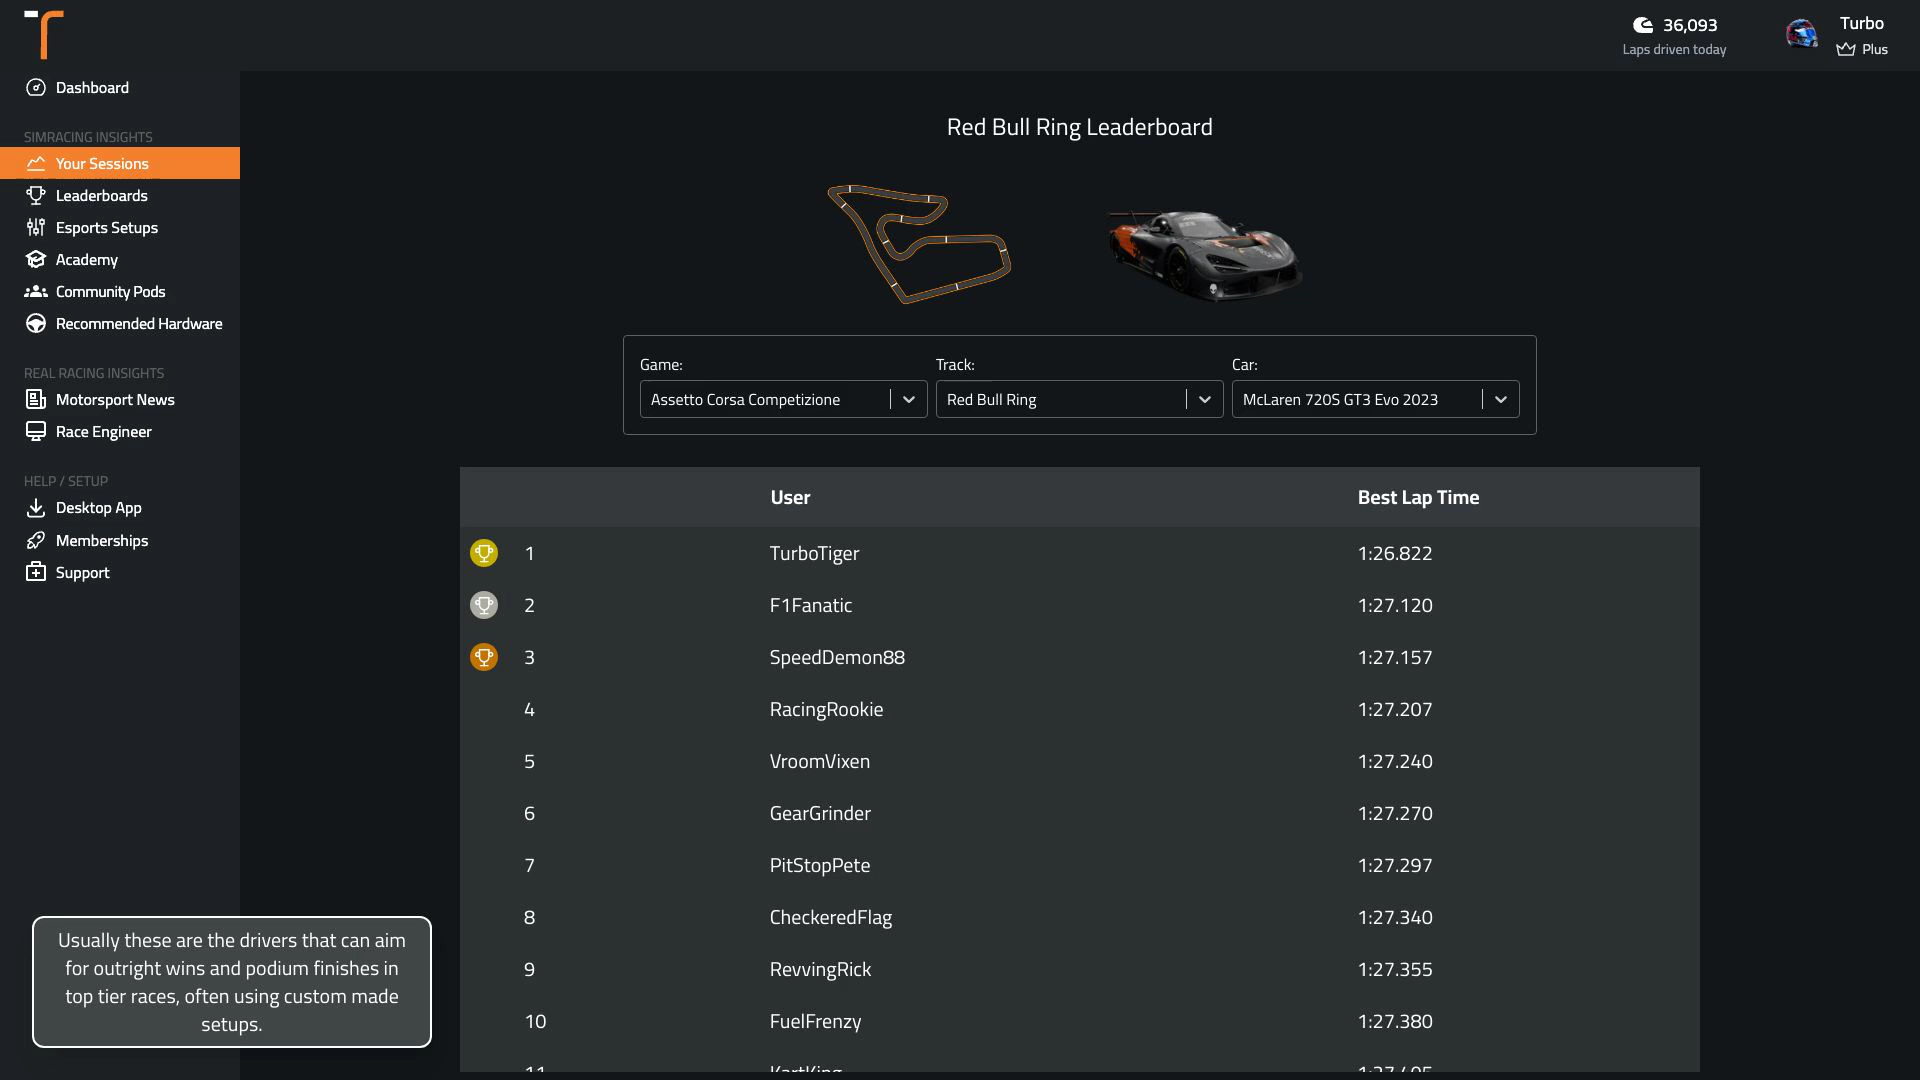 36,093
Laps driven today
Turbo
Plus
Dashboard
SIMRACING INSIGHTS
Your Sessions
Leaderboards
Esports Setups
Academy
Community Pods
Recommended Hardware
REAL RACING INSIGHTS
Motorsport News
Race Engineer
HELP / SETUP
Desktop App
Memberships
Support
Usually these are the drivers that can aim
for outright wins and podium finishes in
top tier races, often using custom made
setups.
Red Bull Ring Leaderboard
Game: Track: Car:
Assetto Corsa Competizione Red Bull Ring McLaren 720S GT3 Evo 2023
User Best Lap Time
1 TurboTiger 1:26.822
2 F1Fanatic 1:27.120
3 SpeedDemon88 1:27.157
4 RacingRookie 1:27.207
5 VroomVixen 1:27.240
6 GearGrinder 1:27.270
7 PitStopPete 1:27.297
8 CheckeredFlag 1:27.340
9 RevvingRick 1:27.355
10 FuelFrenzy 1:27.380
11 KartKing